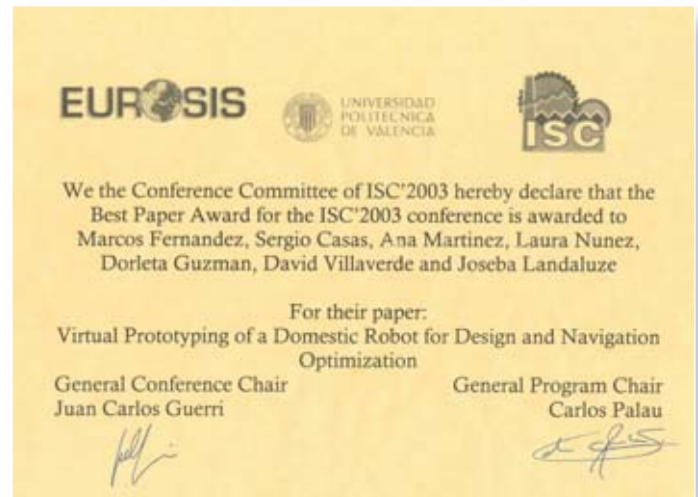 EUROSIS
UNIVERSIDAD
POLITECNICA
DE VALENCIA
ISC
We the Conference Committee of ISC'2003 hereby declare that the
Best Paper Award for the ISC'2003 conference is awarded to
Marcos Fernandez, Sergio Casas, Ana Martinez, Laura Nunez,
Dorleta Guzman, David Villaverde and Joseba Landaluze
For their paper:
Virtual Prototyping of a Domestic Robot for Design and Navigation
Optimization
General Conference Chair
Juan Carlos Guerri
General Program Chair
Carlos Palau